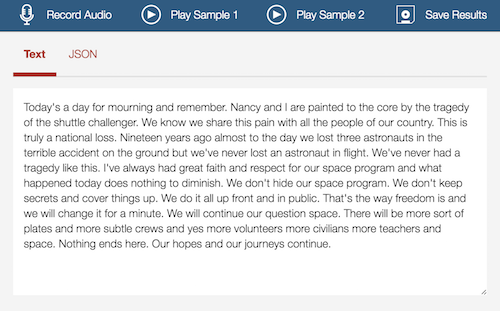 Record Audio
Play Sample 1
Play Sample 2
Save Results
Text
JSON
Today's a day for mourning and remember. Nancy and I are painted to the core by the tragedy
of the shuttle challenger. We know we share this pain with all the people of our country. This is
truly a national loss. Nineteen years ago almost to the day we lost three astronauts in the
terrible accident on the ground but we've never lost an astronaut in flight. We've never had a
tragedy like this. I've always had great faith and respect for our space program and what
happened today does nothing to diminish. We don't hide our space program. We don't keep
secrets and cover things up. We do it all up front and in public. That's the way freedom is and
we will change it for a minute. We will continue our question space. There will be more sort of
plates and more subtle crews and yes more volunteers more civilians more teachers and
space. Nothing ends here. Our hopes and our journeys continue.